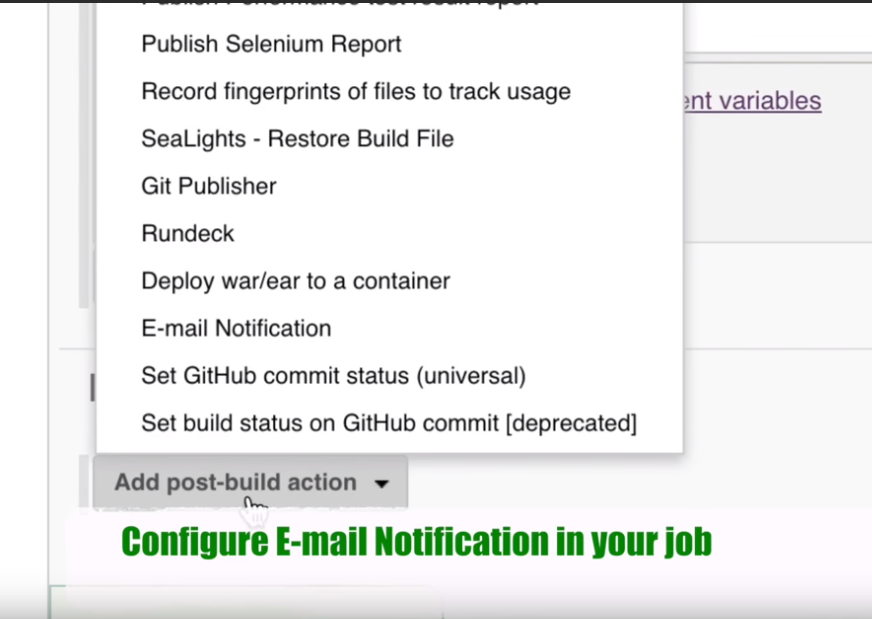 Publish Performance test result report
Publish Selenium Report
Record fingerprints of files to track usage
ent variables
SeaLights - Restore Build File
Git Publisher
Rundeck
Deploy war/ear to a container
E-mail Notification
Set GitHub commit status (universal)
Set build status on GitHub commit [deprecated]
Add post-build action
Configure E-mail Notification in your job